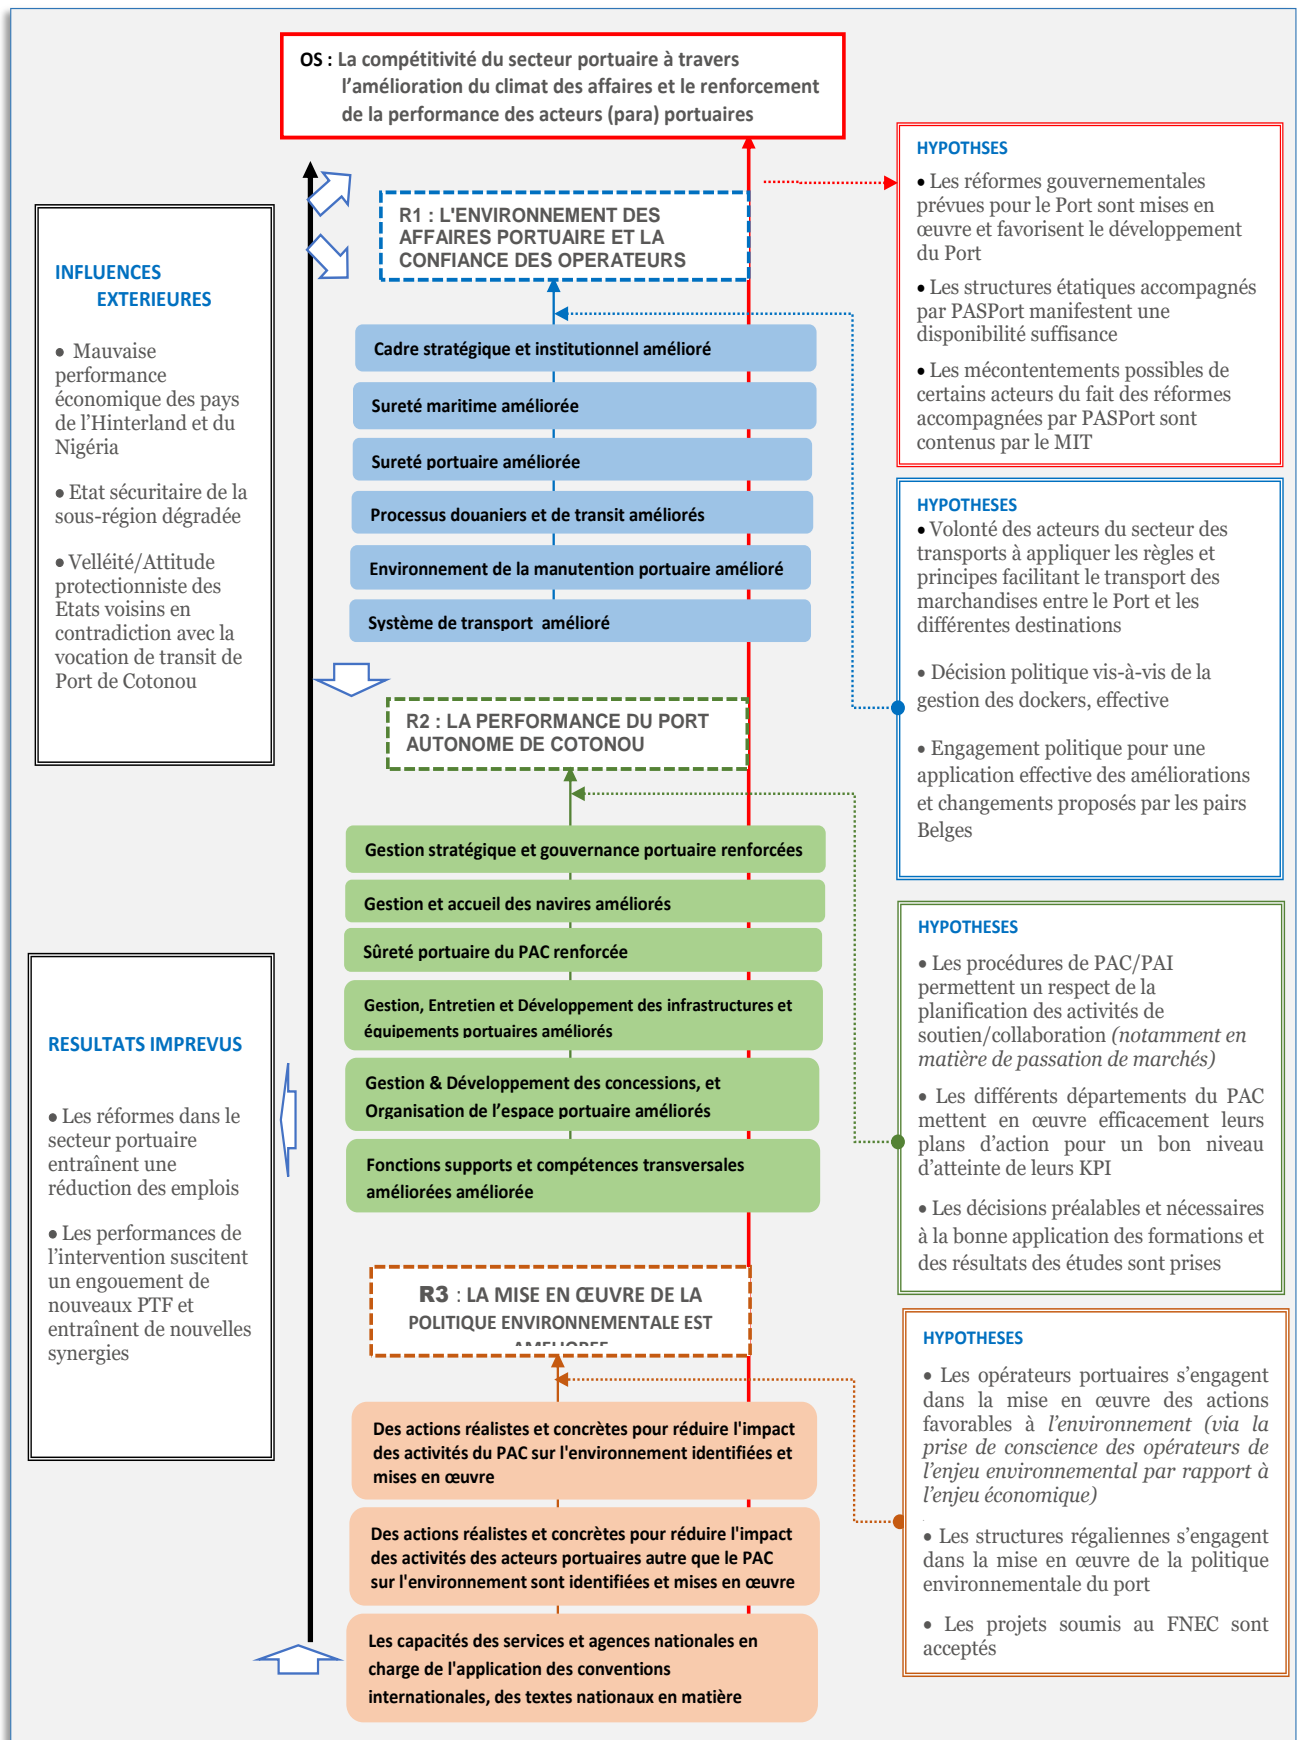 OS : La compétitivité du secteur portuaire à travers
l’amélioration du climat des affaires et le renforcement
de la performance des acteurs (para) portuaires
INFLUENCES
EXTERIEURES
• Mauvaise
performance
économique des pays
de l’Hinterland et du
Nigéria
• Etat sécuritaire de la
sous-région dégradée
• Velléité/Attitude
protectionniste des
Etats voisins en
contradiction avec la
vocation de transit de
Port de Cotonou
RESULTATS IMPREVUS
• Les réformes dans le
secteur portuaire
entraînent une
réduction des emplois
• Les performances de
l’intervention suscitent
un engouement de
nouveaux PTF et
entraînent de nouvelles
synergies
R1 : L'ENVIRONNEMENT DES
AFFAIRES PORTUAIRE ET LA
CONFIANCE DES OPERATEURS
Cadre stratégique et institutionnel amélioré
Sureté maritime améliorée
Sureté portuaire améliorée
Processus douaniers et de transit améliorés
Environnement de la manutention portuaire amélioré
Système de transport amélioré
R2 : LA PERFORMANCE DU PORT
AUTONOME DE COTONOU
Gestion stratégique et gouvernance portuaire renforcées
Gestion et accueil des navires améliorés
Sûreté portuaire du PAC renforcée
Gestion, Entretien et Développement des infrastructures et
équipements portuaires améliorés
Gestion & Développement des concessions, et
Organisation de l’espace portuaire améliorés
Fonctions supports et compétences transversales
améliorées améliorée
R3 : LA MISE EN ŒUVRE DE LA
POLITIQUE ENVIRONNEMENTALE EST
AMELIOREE
Des actions réalistes et concrètes pour réduire l'impact
des activités du PAC sur l'environnement identifiées et
mises en œuvre
Des actions réalistes et concrètes pour réduire l'impact
des activités des acteurs portuaires autre que le PAC
sur l'environnement sont identifiées et mises en œuvre
Les capacités des services et agences nationales en
charge de l'application des conventions
internationales, des textes nationaux en matière
HYPOTHSES
• Les réformes gouvernementales
prévues pour le Port sont mises en
œuvre et favorisent le développement
du Port
• Les structures étatiques accompagnés
par PASPort manifestent une
disponibilité suffisance
• Les mécontentements possibles de
certains acteurs du fait des réformes
accompagnées par PASPort sont
contenus par le MIT
HYPOTHESES
• Volonté des acteurs du secteur des
transports à appliquer les règles et
principes facilitant le transport des
marchandises entre le Port et les
différentes destinations
• Décision politique vis-à-vis de la
gestion des dockers, effective
• Engagement politique pour une
application effective des améliorations
et changements proposés par les pairs
Belges
HYPOTHESES
• Les procédures de PAC/PAI
permettent un respect de la
planification des activités de
soutien/collaboration (notamment en
matière de passation de marchés)
• Les différents départements du PAC
mettent en œuvre efficacement leurs
plans d’action pour un bon niveau
d’atteinte de leurs KPI
• Les décisions préalables et nécessaires
à la bonne application des formations et
des résultats des études sont prises
HYPOTHESES
• Les opérateurs portuaires s’engagent
dans la mise en œuvre des actions
favorables à l’environnement (via la
prise de conscience des opérateurs de
l’enjeu environnemental par rapport à
l’enjeu économique)
• Les structures régaliennes s’engagent
dans la mise en œuvre de la politique
environnementale du port
• Les projets soumis au FNEC sont
acceptés